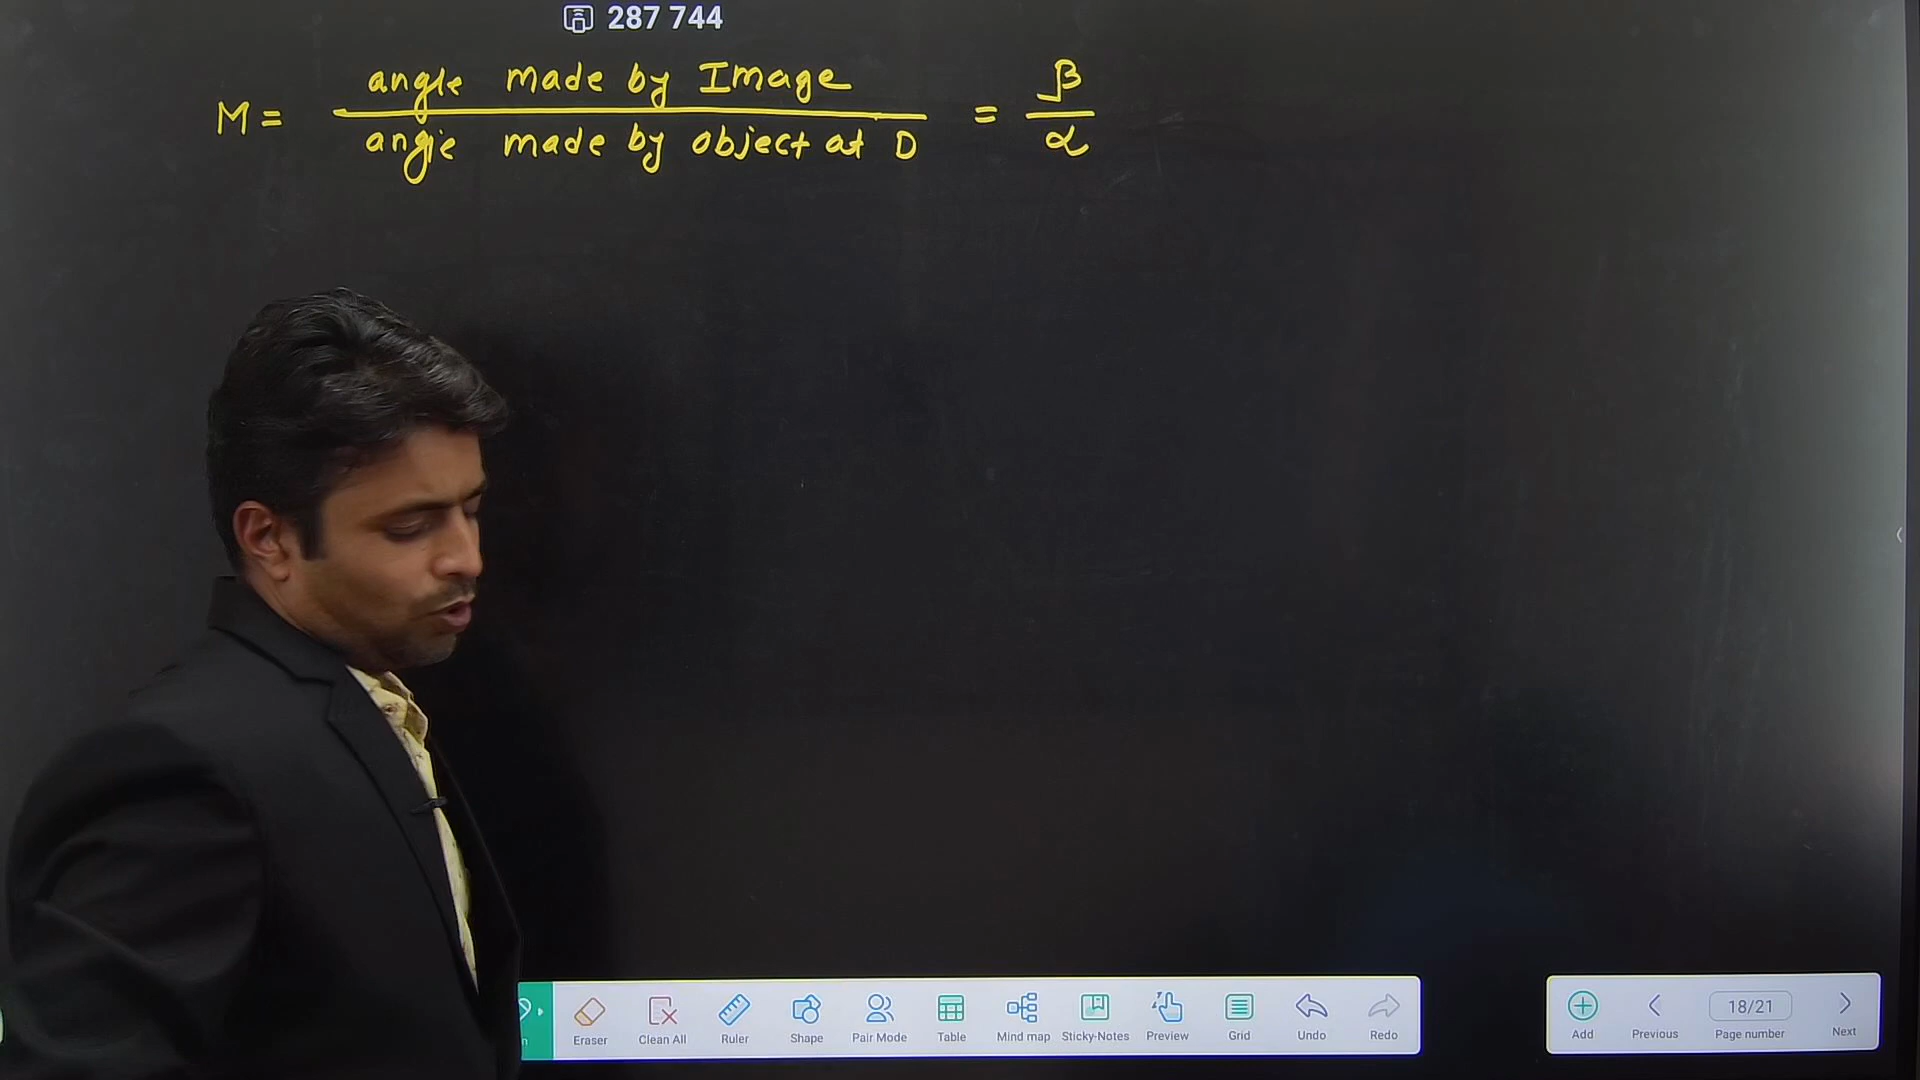 287 744
M = angle made by Image / angle made by object at D = β / α
n
Eraser
Clean All
Ruler
Shape
Pair Mode
Table
Mind map
Sticky-Notes
Preview
Grid
Undo
Redo
Add
Previous
18/21
Page number
Next